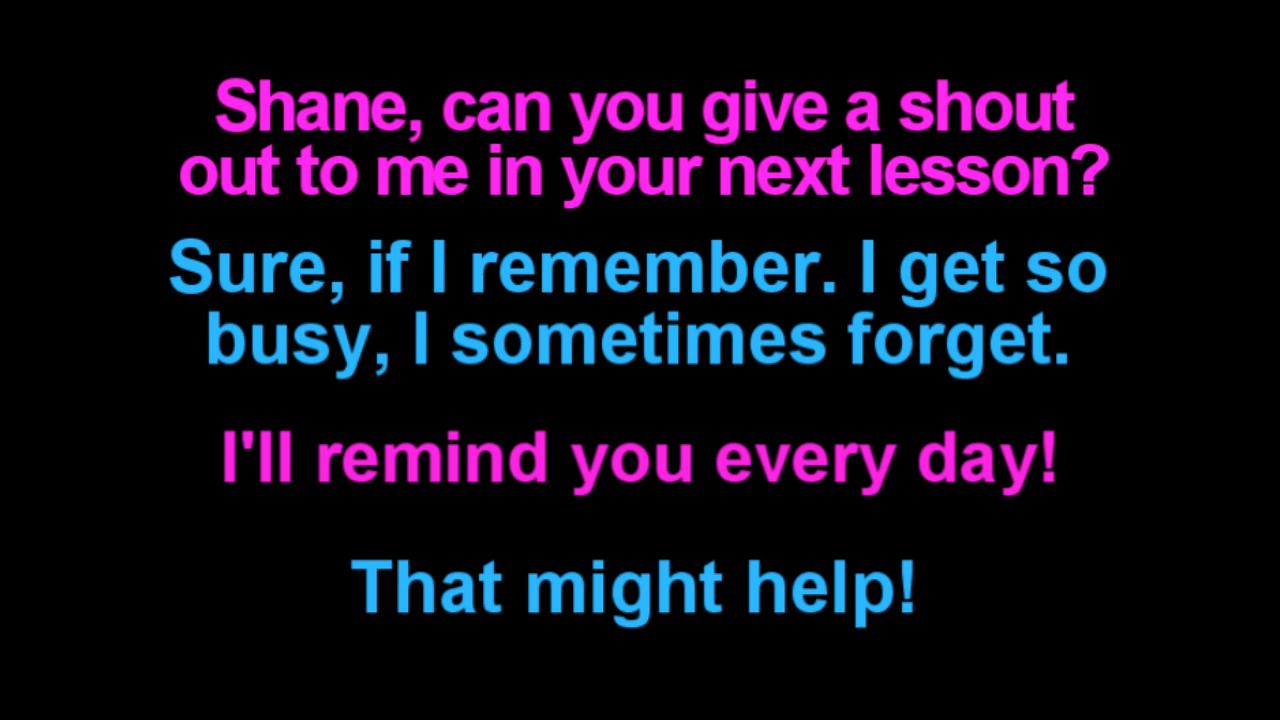 Shane, can you give a shout
out to me in your next lesson?
Sure, if I remember. I get so
busy, I sometimes forget.
I'll remind you every day!
That might help!